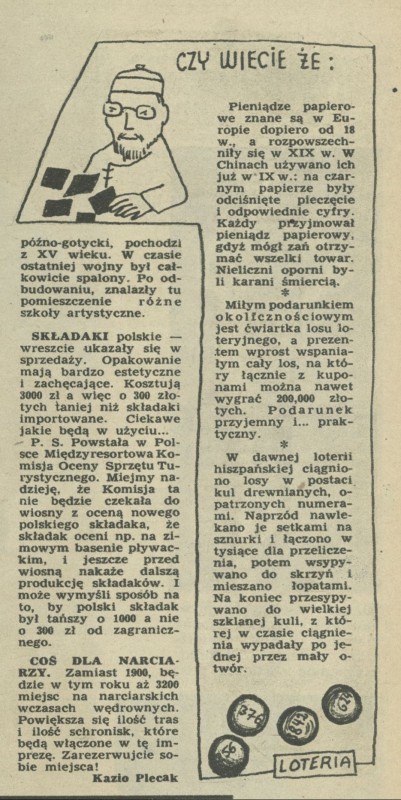 CZY WIECIE ŻE :
Pieniądze papiero-
we znane są w Eu-
ropie dopiero od 18
w., a rozpowszech-
niły się w XIX w. W
Chinach używano ich
już w IX w.: na czar-
nym papierze były
odciśnięte pieczęcie
i odpowiednie cyfry.
Każdy przyjmował
pieniądz papierowy,
gdyż mógł zań otrzy-
mać wszelki towar.
Nieliczni oporni by-
li karani śmiercią.
*
Miłym podarunkiem
okolicznościowym
jest ćwiartka losu lo-
teryjnego, a prezen-
tem wprost wspania-
łym cały los, na któ-
ry łącznie z kupo-
nami można nawet
wygrać 200,000 zło-
tych. Podarunek
przyjemny i... prak-
tyczny.
*
W dawnej loterii
hiszpańskiej ciągnio-
no losy w postaci
kul drewnianych, o-
patrzonych numera-
mi. Naprzód nawle-
kano je setkami na
sznurki i łączono w
tysiące dla przelicze-
nia, potem wsypy-
wano do skrzyń i
mieszano łopatami.
Na koniec przesypy-
wano do wielkiej
szklanej kuli, z któ-
rej w czasie ciągnie-
nia wypadały po je-
dnej przez mały o-
twór.
376
842
624
56
LOTERIA
późno-gotycki, pochodzi
z XV wieku. W czasie
ostatniej wojny był cał-
kowicie spalony. Po od-
budowaniu, znalazły tu
pomieszczenie różne
szkoły artystyczne.
SKŁADAKI polskie —
wreszcie ukazały się w
sprzedaży. Opakowanie
mają bardzo estetyczne
i zachęcające. Kosztują
3000 zł a więc o 300 zło-
tych taniej niż składaki
importowane. Ciekawe
jakie będą w użyciu...
P. S. Powstała w Pol-
sce Międzyresortowa Ko-
misja Oceny Sprzętu Tu-
rystycznego. Miejmy na-
dzieję, że Komisja ta
nie będzie czekała do
wiosny z oceną nowego
polskiego składaka, że
składak oceni np. na zi-
mowym basenie pływac-
kim, i jeszcze przed
wiosną nakaże dalszą
produkcję składaków. I
może wymyśli sposób na
to, by polski składak
był tańszy o 1000 a nie
o 300 zł od zagranicz-
nego.
COŚ DLA NARCIA-
RZY. Zamiast 1900, bę-
dzie w tym roku aż 3200
miejsc na narciarskich
wczasach wędrownych.
Powiększa się ilość tras
i ilość schronisk, które
będą włączone w tę im-
prezę. Zarezerwujcie so-
bie miejsca!
Kazio Plecak